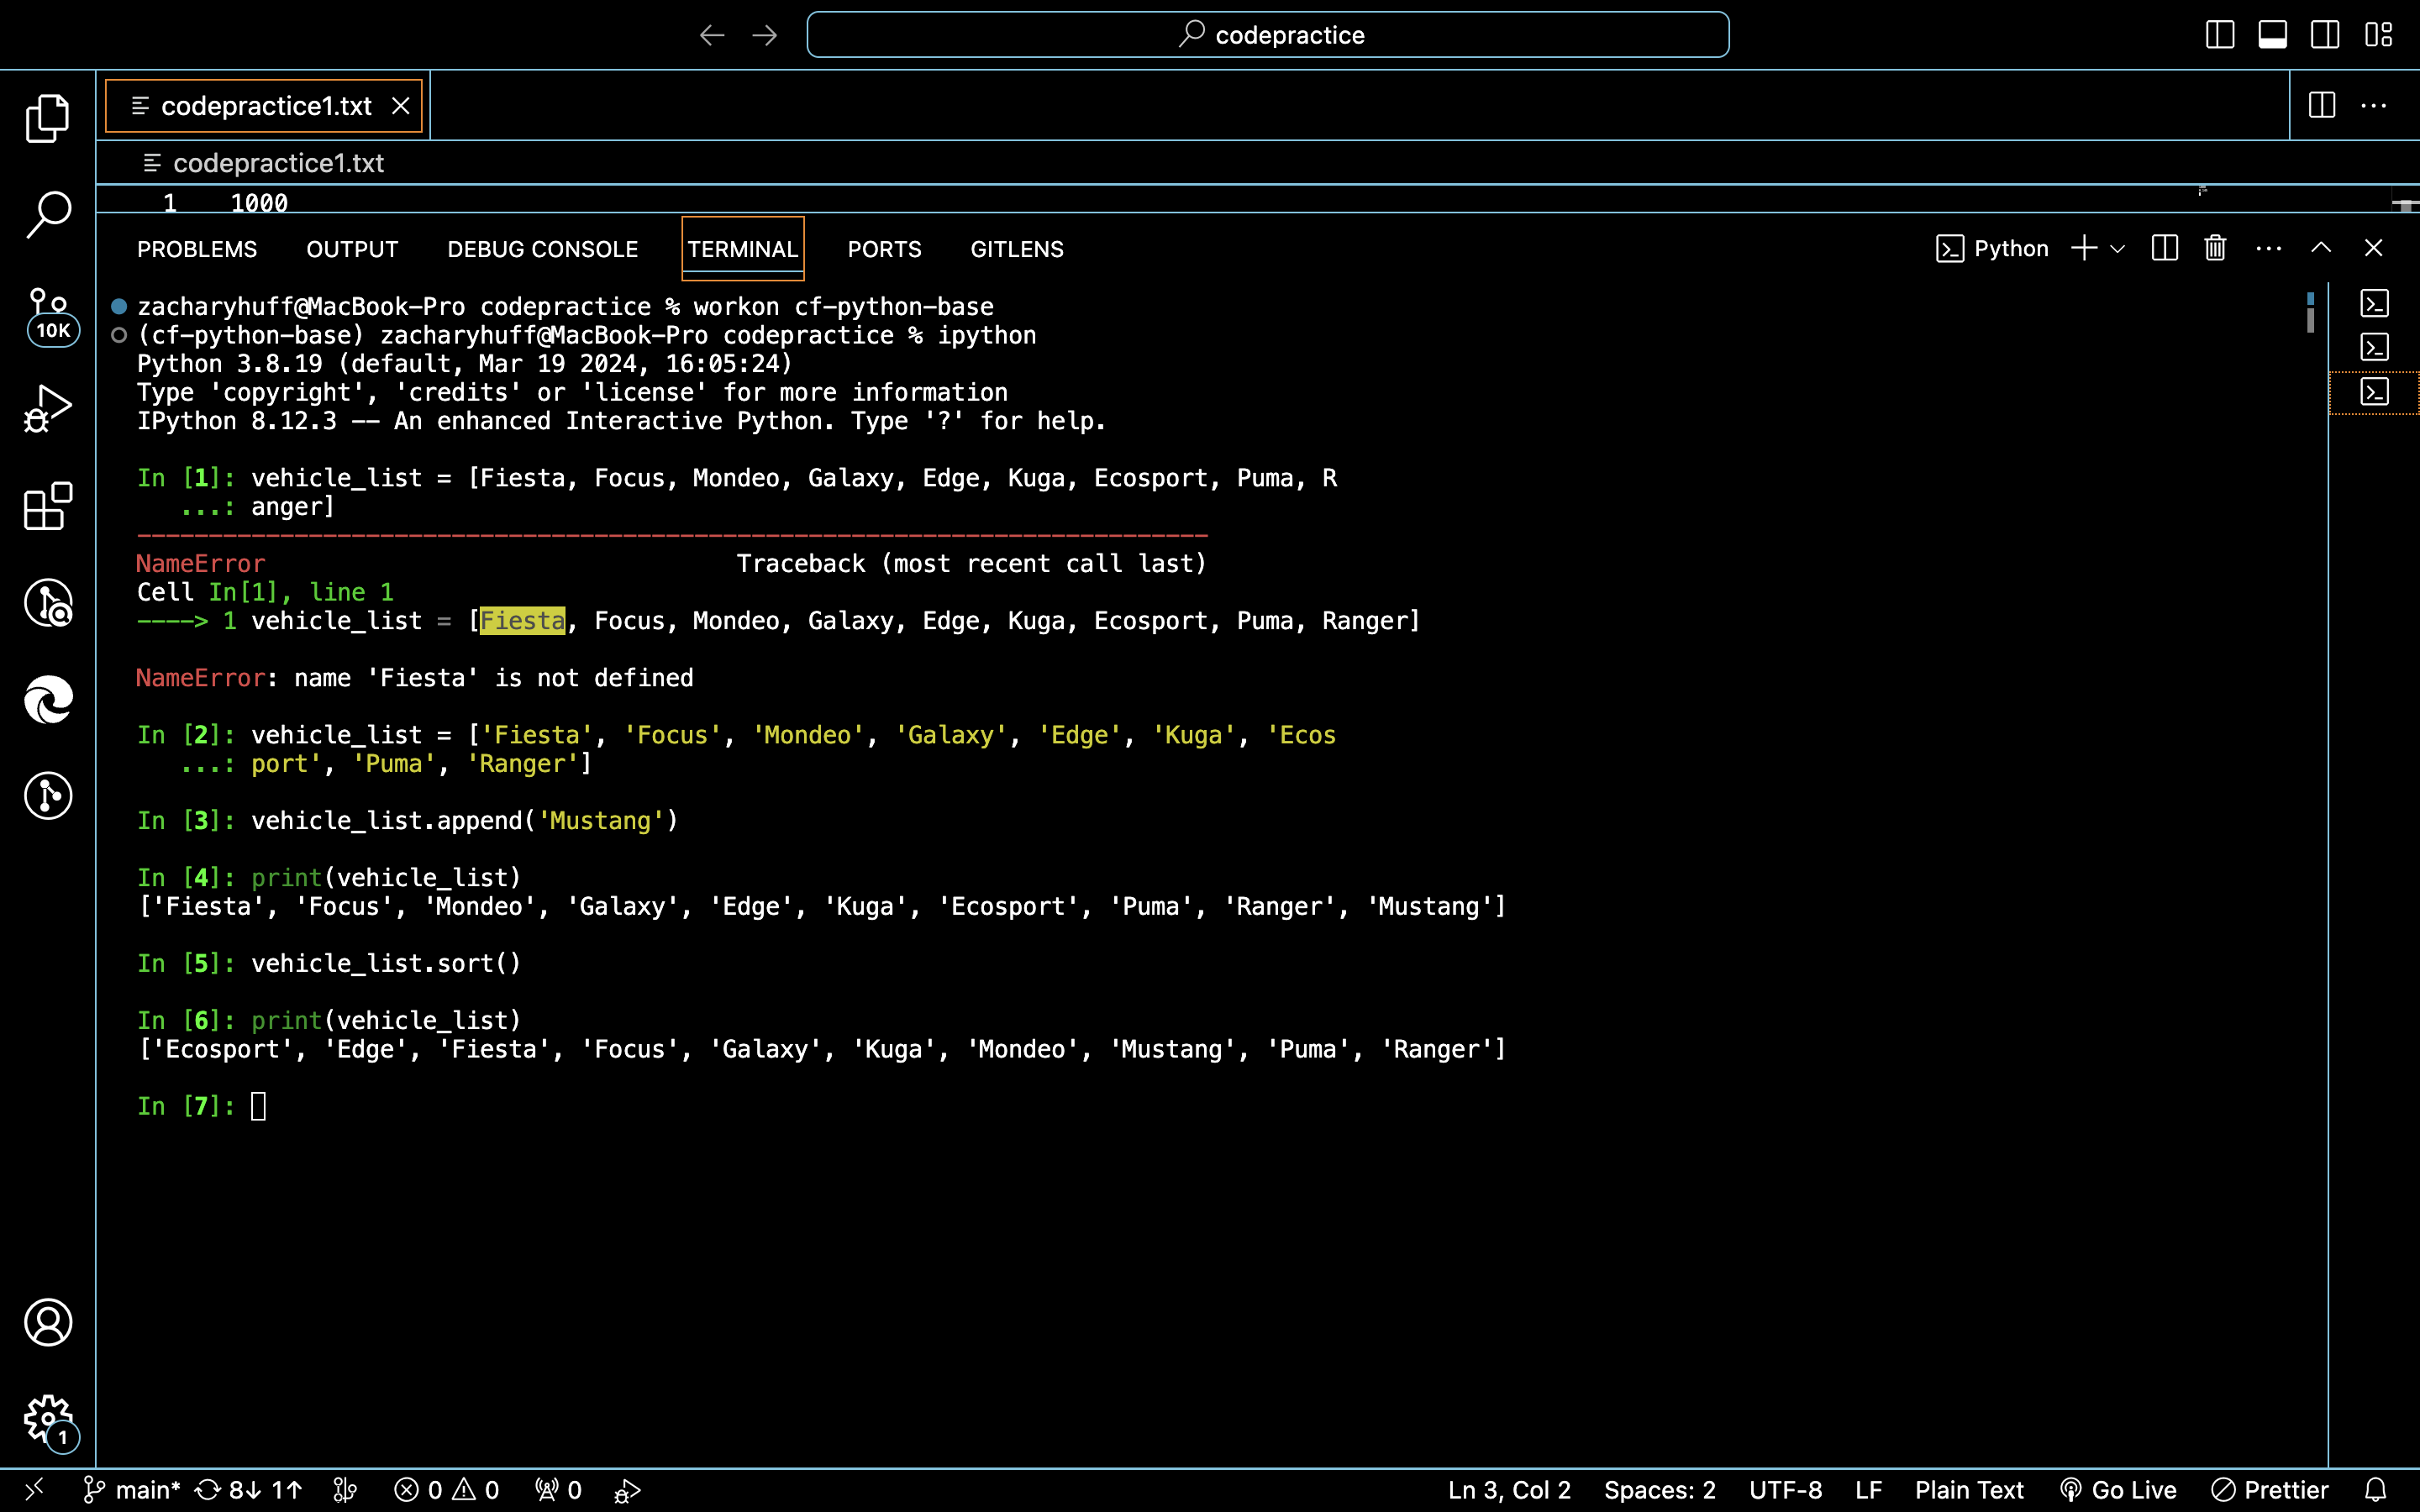 codepractice
codepractice1.txt
codepractice1.txt
1 1000
PROBLEMS OUTPUT DEBUG CONSOLE TERMINAL PORTS GITLENS Python
zacharyhuff@MacBook-Pro codepractice % workon cf-python-base
(cf-python-base) zacharyhuff@MacBook-Pro codepractice % ipython
Python 3.8.19 (default, Mar 19 2024, 16:05:24)
Type 'copyright', 'credits' or 'license' for more information
IPython 8.12.3 -- An enhanced Interactive Python. Type '?' for help.
In [1]: vehicle_list = [Fiesta, Focus, Mondeo, Galaxy, Edge, Kuga, Ecosport, Puma, R
...: anger]
---------------------------------------------------------------------------
NameError Traceback (most recent call last)
Cell In[1], line 1
----> 1 vehicle_list = [Fiesta, Focus, Mondeo, Galaxy, Edge, Kuga, Ecosport, Puma, Ranger]
NameError: name 'Fiesta' is not defined
In [2]: vehicle_list = ['Fiesta', 'Focus', 'Mondeo', 'Galaxy', 'Edge', 'Kuga', 'Ecos
...: port', 'Puma', 'Ranger']
In [3]: vehicle_list.append('Mustang')
In [4]: print(vehicle_list)
['Fiesta', 'Focus', 'Mondeo', 'Galaxy', 'Edge', 'Kuga', 'Ecosport', 'Puma', 'Ranger', 'Mustang']
In [5]: vehicle_list.sort()
In [6]: print(vehicle_list)
['Ecosport', 'Edge', 'Fiesta', 'Focus', 'Galaxy', 'Kuga', 'Mondeo', 'Mustang', 'Puma', 'Ranger']
In [7]:
10K
1
main* 8↓ 1↑ 0 0 0 Ln 3, Col 2 Spaces: 2 UTF-8 LF Plain Text Go Live Prettier